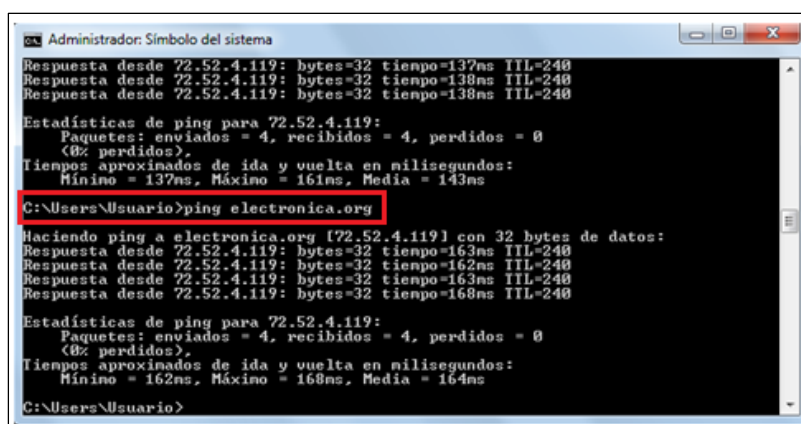 Administrador: Símbolo del sistema
Respuesta desde 72.52.4.119: bytes=32 tiempo=137ms TTL=240
Respuesta desde 72.52.4.119: bytes=32 tiempo=138ms TTL=240
Respuesta desde 72.52.4.119: bytes=32 tiempo=138ms TTL=240
Estadísticas de ping para 72.52.4.119:
Paquetes: enviados = 4, recibidos = 4, perdidos = 0
(0% perdidos),
Tiempos aproximados de ida y vuelta en milisegundos:
Mínimo = 137ms, Máximo = 161ms, Media = 143ms
C:\Users\Usuario>ping electronica.org
Haciendo ping a electronica.org [72.52.4.119] con 32 bytes de datos:
Respuesta desde 72.52.4.119: bytes=32 tiempo=163ms TTL=240
Respuesta desde 72.52.4.119: bytes=32 tiempo=162ms TTL=240
Respuesta desde 72.52.4.119: bytes=32 tiempo=163ms TTL=240
Respuesta desde 72.52.4.119: bytes=32 tiempo=168ms TTL=240
Estadísticas de ping para 72.52.4.119:
Paquetes: enviados = 4, recibidos = 4, perdidos = 0
(0% perdidos),
Tiempos aproximados de ida y vuelta en milisegundos:
Mínimo = 162ms, Máximo = 168ms, Media = 164ms
C:\Users\Usuario>